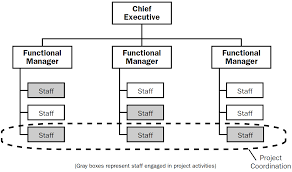 Chief
Executive
Functional
Manager
Functional
Manager
Functional
Manager
Staff
Staff
Staff
Staff
Staff
Staff
Staff
Staff
Staff
(Gray boxes represent staff engaged in project activities)
Project
Coordination